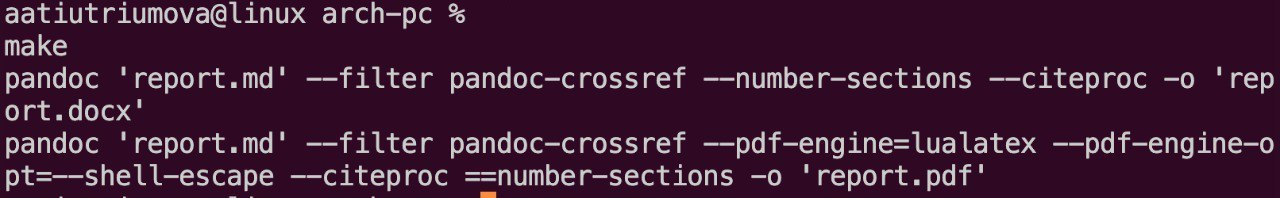 aatiutriumova@linux arch-pc %
make
pandoc 'report.md' --filter pandoc-crossref --number-sections --citeproc -o 'rep
ort.docx'
pandoc 'report.md' --filter pandoc-crossref --pdf-engine=lualatex --pdf-engine-o
pt=--shell-escape --citeproc ==number-sections -o 'report.pdf'